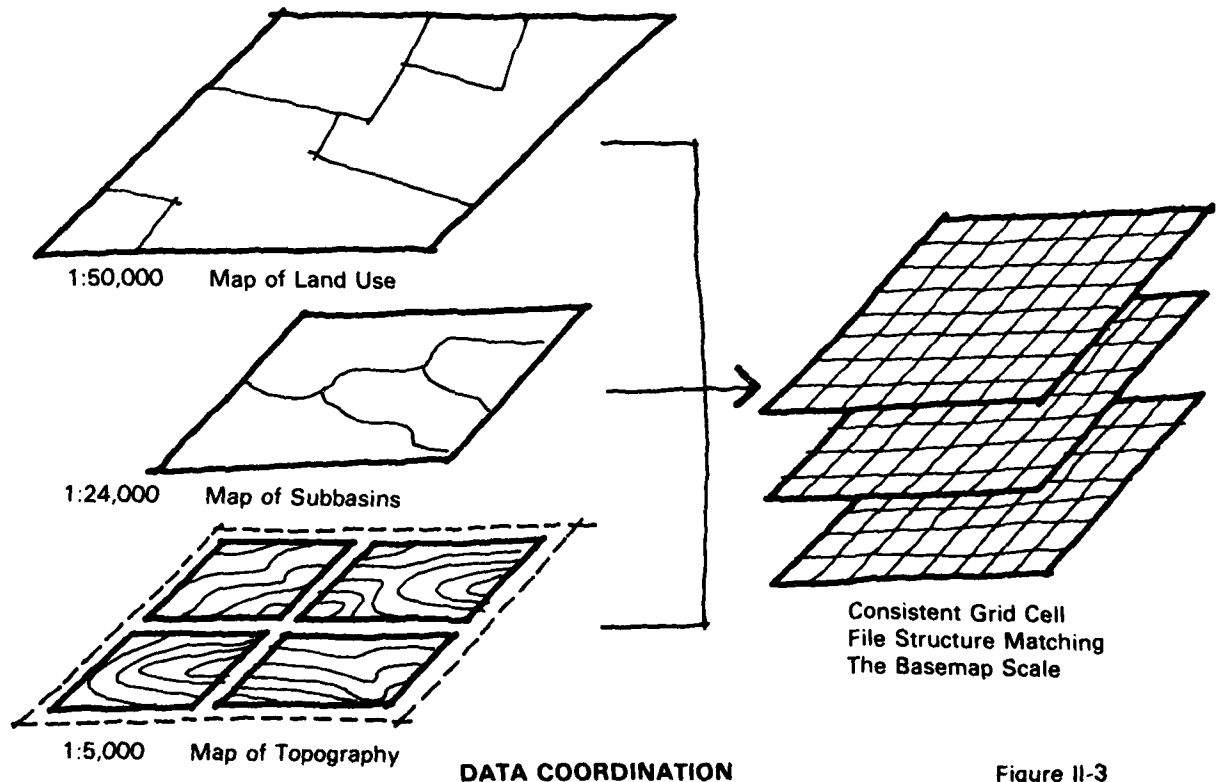 1:50,000 Map of Land Use
1:24,000 Map of Subbasins
1:5,000 Map of Topography
Consistent Grid Cell
File Structure Matching
The Basemap Scale
DATA COORDINATION
Figure II-3